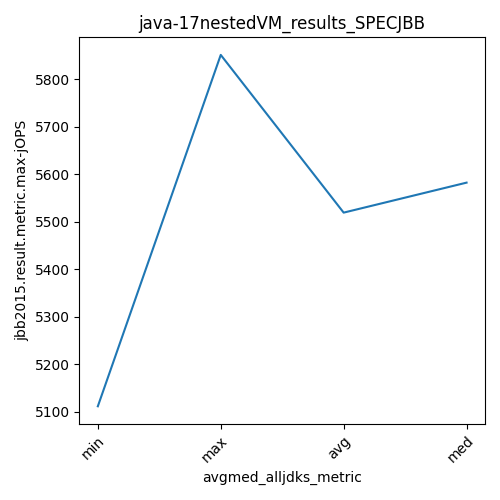 java-17nestedVM_results_SPECJBB
jbb2015.result.metric.max-jOPS
5800
5700
5600
5500
5400
5300
5200
5100
min
max
avg
med
avgmed_alljdks_metric